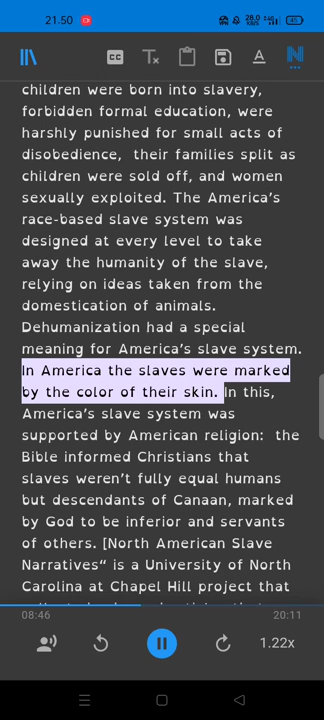 21.50
28.0
KB/S
4G
45
CC
children were born into slavery,
forbidden formal education, were
harshly punished for small acts of
disobedience,  their families split as
children were sold off, and women
sexually exploited. The America's
race-based slave system was
designed at every level to take
away the humanity of the slave,
relying on ideas taken from the
domestication of animals.
Dehumanization had a special
meaning for America's slave system.
In America the slaves were marked
by the color of their skin. In this,
America's slave system was
supported by American religion:  the
Bible informed Christians that
slaves weren't fully equal humans
but descendants of Canaan, marked
by God to be inferior and servants
of others. [North American Slave
Narratives" is a University of North
Carolina at Chapel Hill project that
08:46
20:11
1.22x